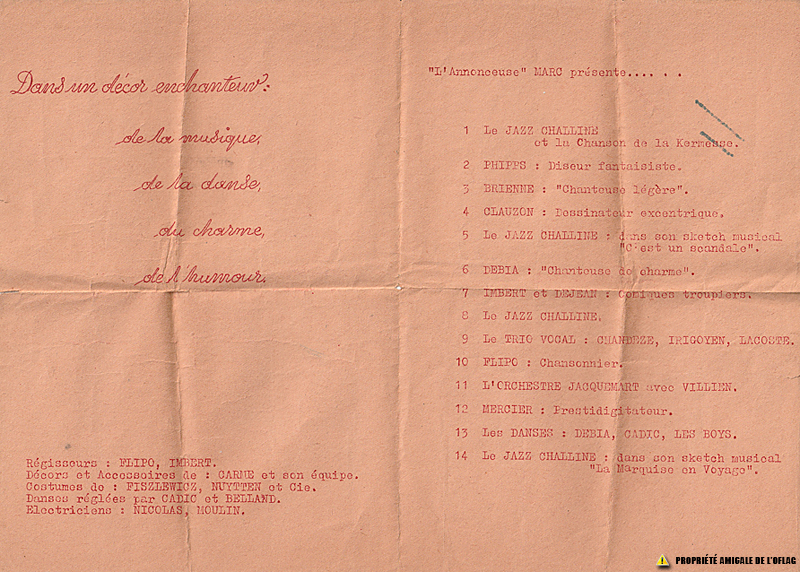 Dans un décor enchanteur :
de la musique,
de la danse,
du charme,
de l'humour.
Régisseurs : FLIPO, IMBERT.
Décors et Accessoires de : CARME et son équipe.
Costumes de : FISZLEWICZ, NUYTTEN et Cie.
Danses réglées par CADIC et BELLAND.
Electriciens : NICOLAS, MOULIN.
"L'Annonceuse" MARC présente.... . .
1 Le JAZZ CHALLINE
et la Chanson de la Kermesse.
2 PHIPPS : Diseur fantaisiste.
3 BRIENNE : "Chanteuse légère".
4 CLAUZON : Dessinateur excentrique.
5 Le JAZZ CHALLINE : dans son sketch musical
"C'est un scandale".
6 DEBIA : "Chanteuse de charme".
7 IMBERT et DEJEAN : Comiques troupiers.
8 Le JAZZ CHALLINE.
9 Le TRIO VOCAL : CHANDEZE, IRIGOYEN, LACOSTE.
10 FLIPO : Chansonnier.
11 L'ORCHESTRE JACQUEMART avec VILLIEN.
12 MERCIER : Prestidigitateur.
13 Les DANSES : DEBIA, CADIC, LES BOYS.
14 Le JAZZ CHALLINE : dans son sketch musical
"La Marquise en Voyage".
PROPRIÉTÉ AMICALE DE L'OFLAG